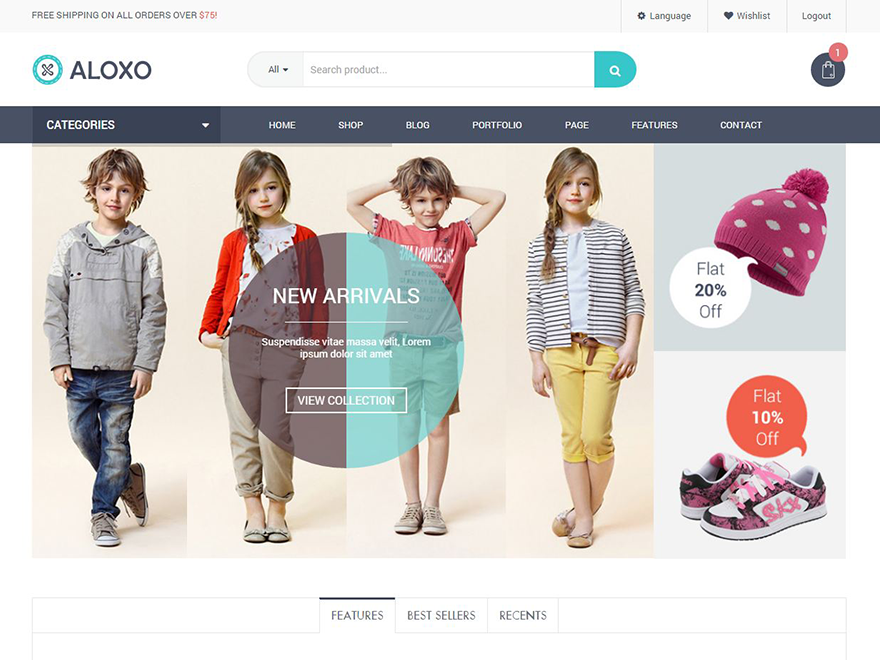 FREE SHIPPING ON ALL ORDERS OVER $75!
Language
Wishlist
Logout
ALOXO
All
Search product...
1
CATEGORIES
HOME
SHOP
BLOG
PORTFOLIO
PAGE
FEATURES
CONTACT
NEW ARRIVALS
Suspendisse vitae massa velit, Lorem
ipsum dolor sit amet
VIEW COLLECTION
Flat
20%
Off
Flat
10%
Off
SKX
FEATURES
BEST SELLERS
RECENTS